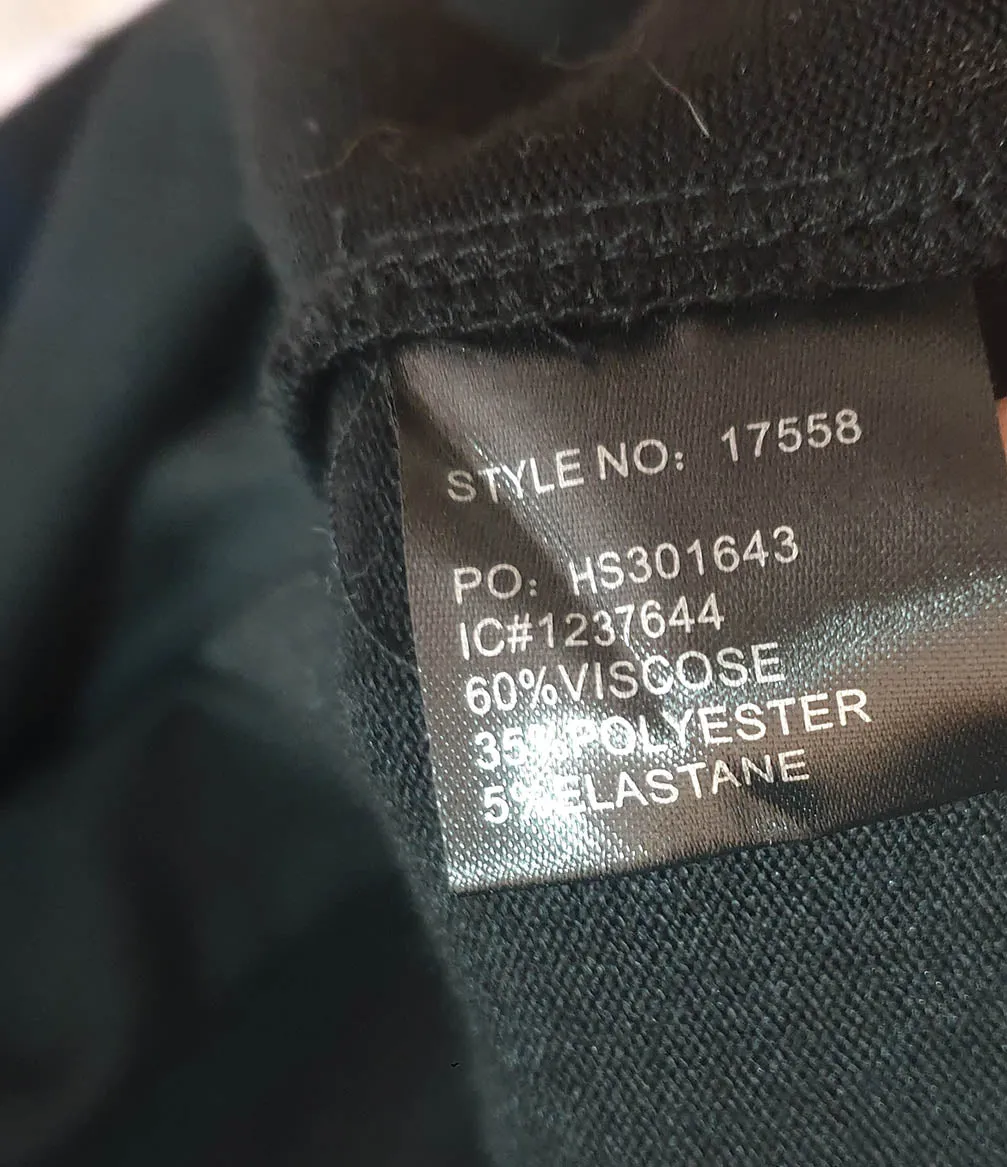 STYLE NO: 17558
PO: HS301643
IC#1237644
60%VISCOSE
35%POLYESTER
5%ELASTANE